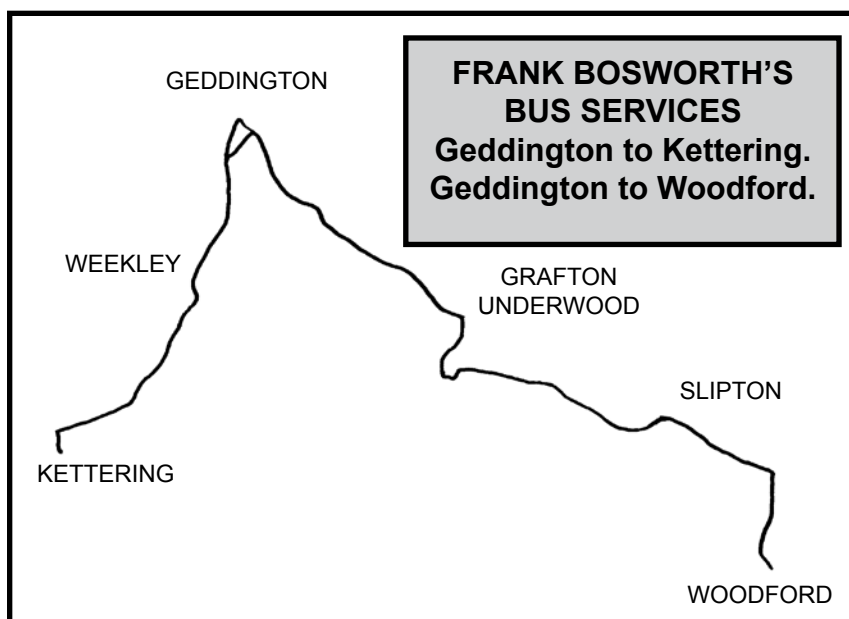 FRANK BOSWORTH’S
BUS SERVICES
Geddington to Kettering.
Geddington to Woodford.
GEDDINGTON
WEEKLEY
GRAFTON
UNDERWOOD
SLIPTON
KETTERING
WOODFORD